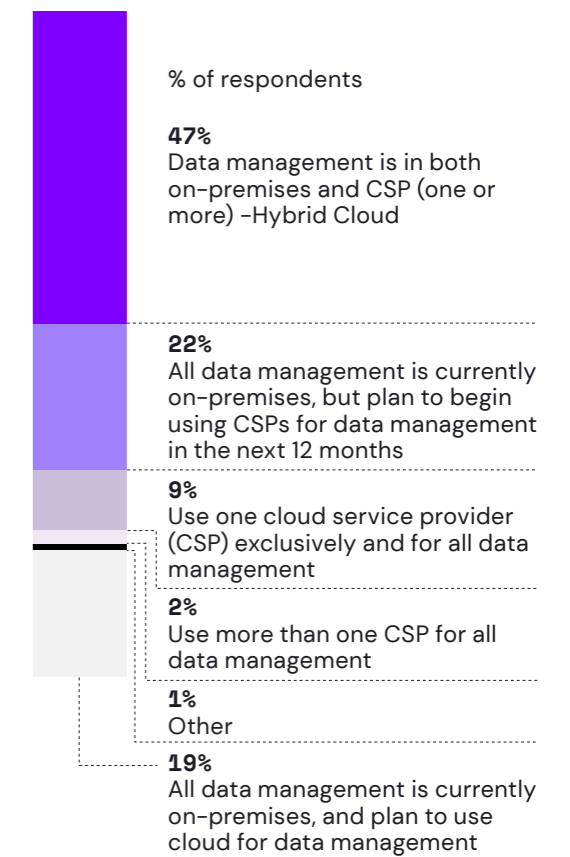 % of respondents
47%
Data management is in both
on-premises and CSP (one or
more) -Hybrid Cloud
22%
All data management is currently
on-premises, but plan to begin
using CSPs for data management
in the next 12 months
9%
Use one cloud service provider
(CSP) exclusively and for all data
management
2%
Use more than one CSP for all
data management
1%
Other
19%
All data management is currently
on-premises, and plan to use
cloud for data management